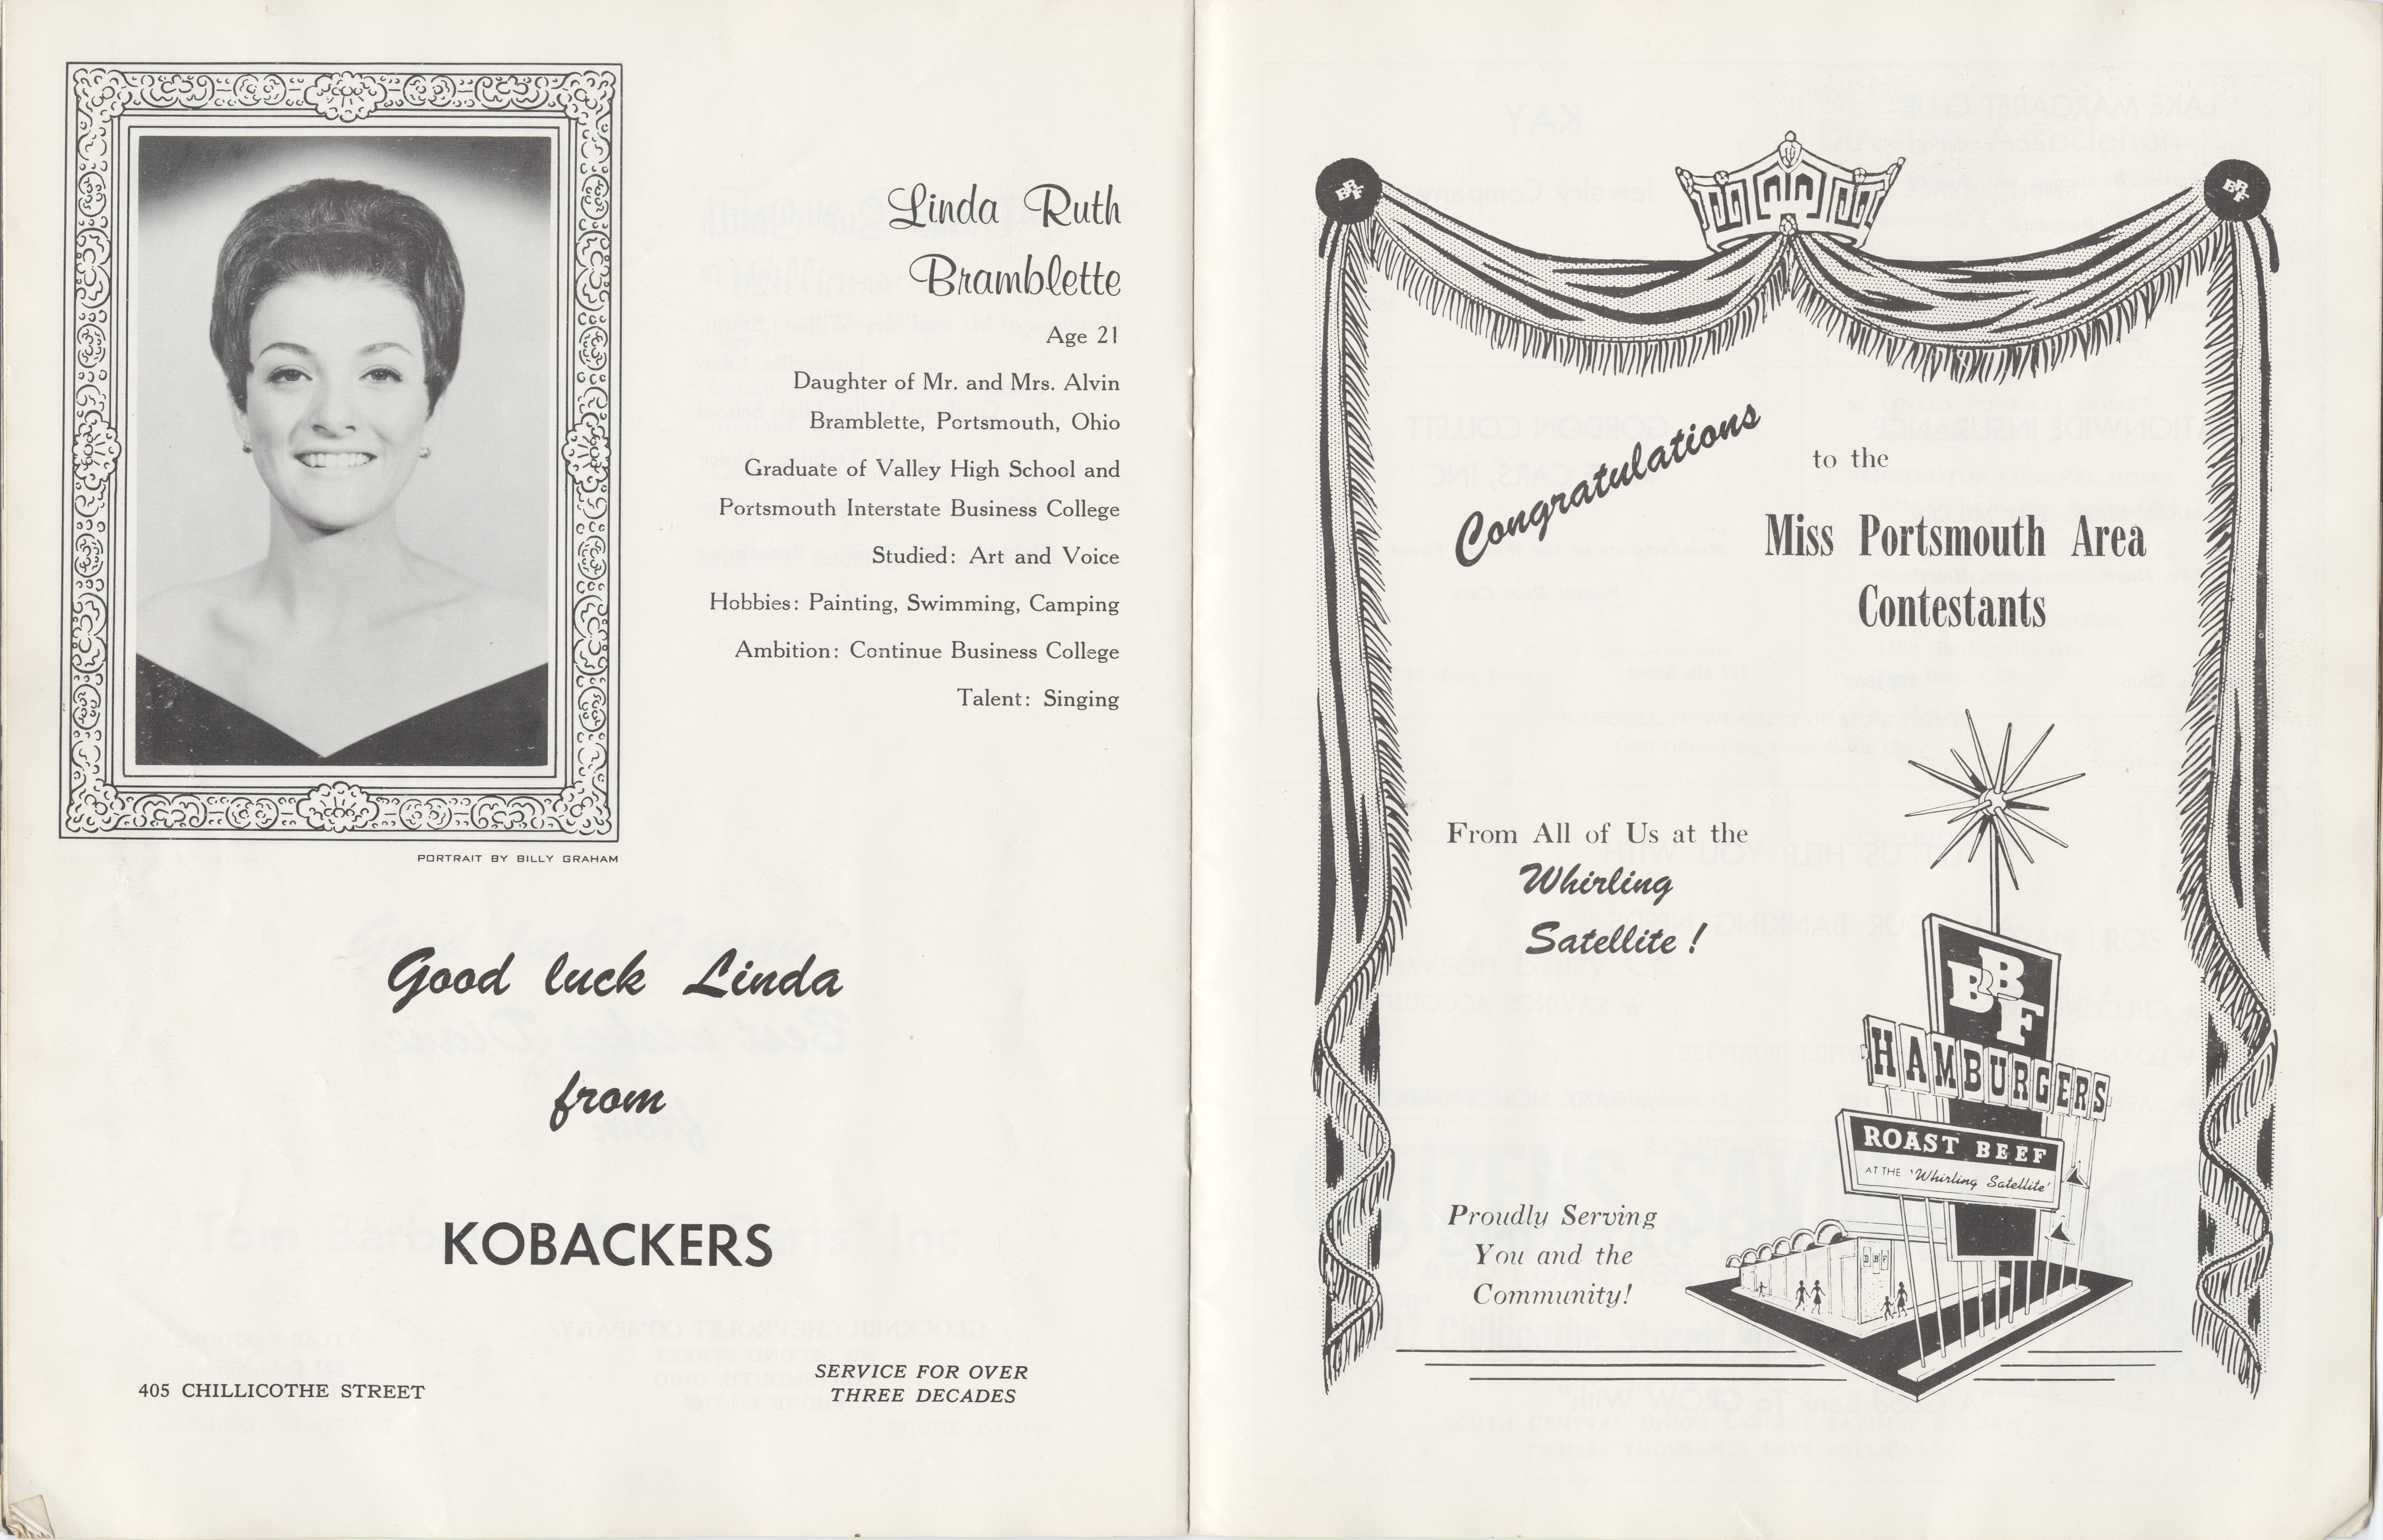 Linda Ruth
Bramblette
Age 21
Daughter of Mr. and Mrs. Alvin
Bramblette, Portsmouth, Ohio
Graduate of Valley High School and
Portsmouth Interstate Business College
Studied: Art and Voice
Hobbies: Painting, Swimming, Camping
Ambition: Continue Business College
Talent: Singing
PORTRAIT BY BILLY GRAHAM
Good luck Linda
from
KOBACKERS
405 CHILLICOTHE STREET
SERVICE FOR OVER
THREE DECADES
BBF
BBF
Congratulations
to the
Miss Portsmouth Area
Contestants
From All of Us at the
Whirling
Satellite!
BBF
HAMBURGERS
ROAST BEEF
AT THE 'Whirling Satellite'
BBF
Proudly Serving
You and the
Community!